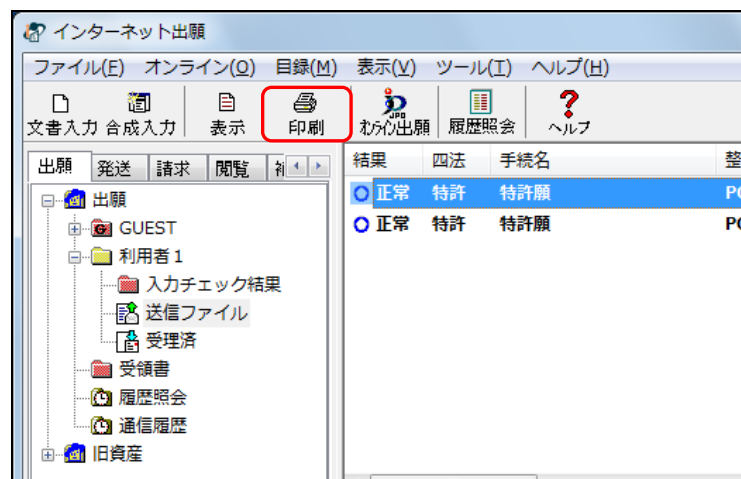 インターネット出願
ファイル(F) オンライン(O) 目録(M) 表示(V) ツール(T) ヘルプ(H)
文書入力 合成入力 表示 印刷 オンライン出願 履歴照会 ヘルプ
出願 発送 請求 閲覧
結果 四法 手続名 整
出願
正常 特許 特許願 PO
GUEST
正常 特許 特許願 PO
利用者1
入力チェック結果
送信ファイル
受理済
受領書
履歴照会
通信履歴
旧資産